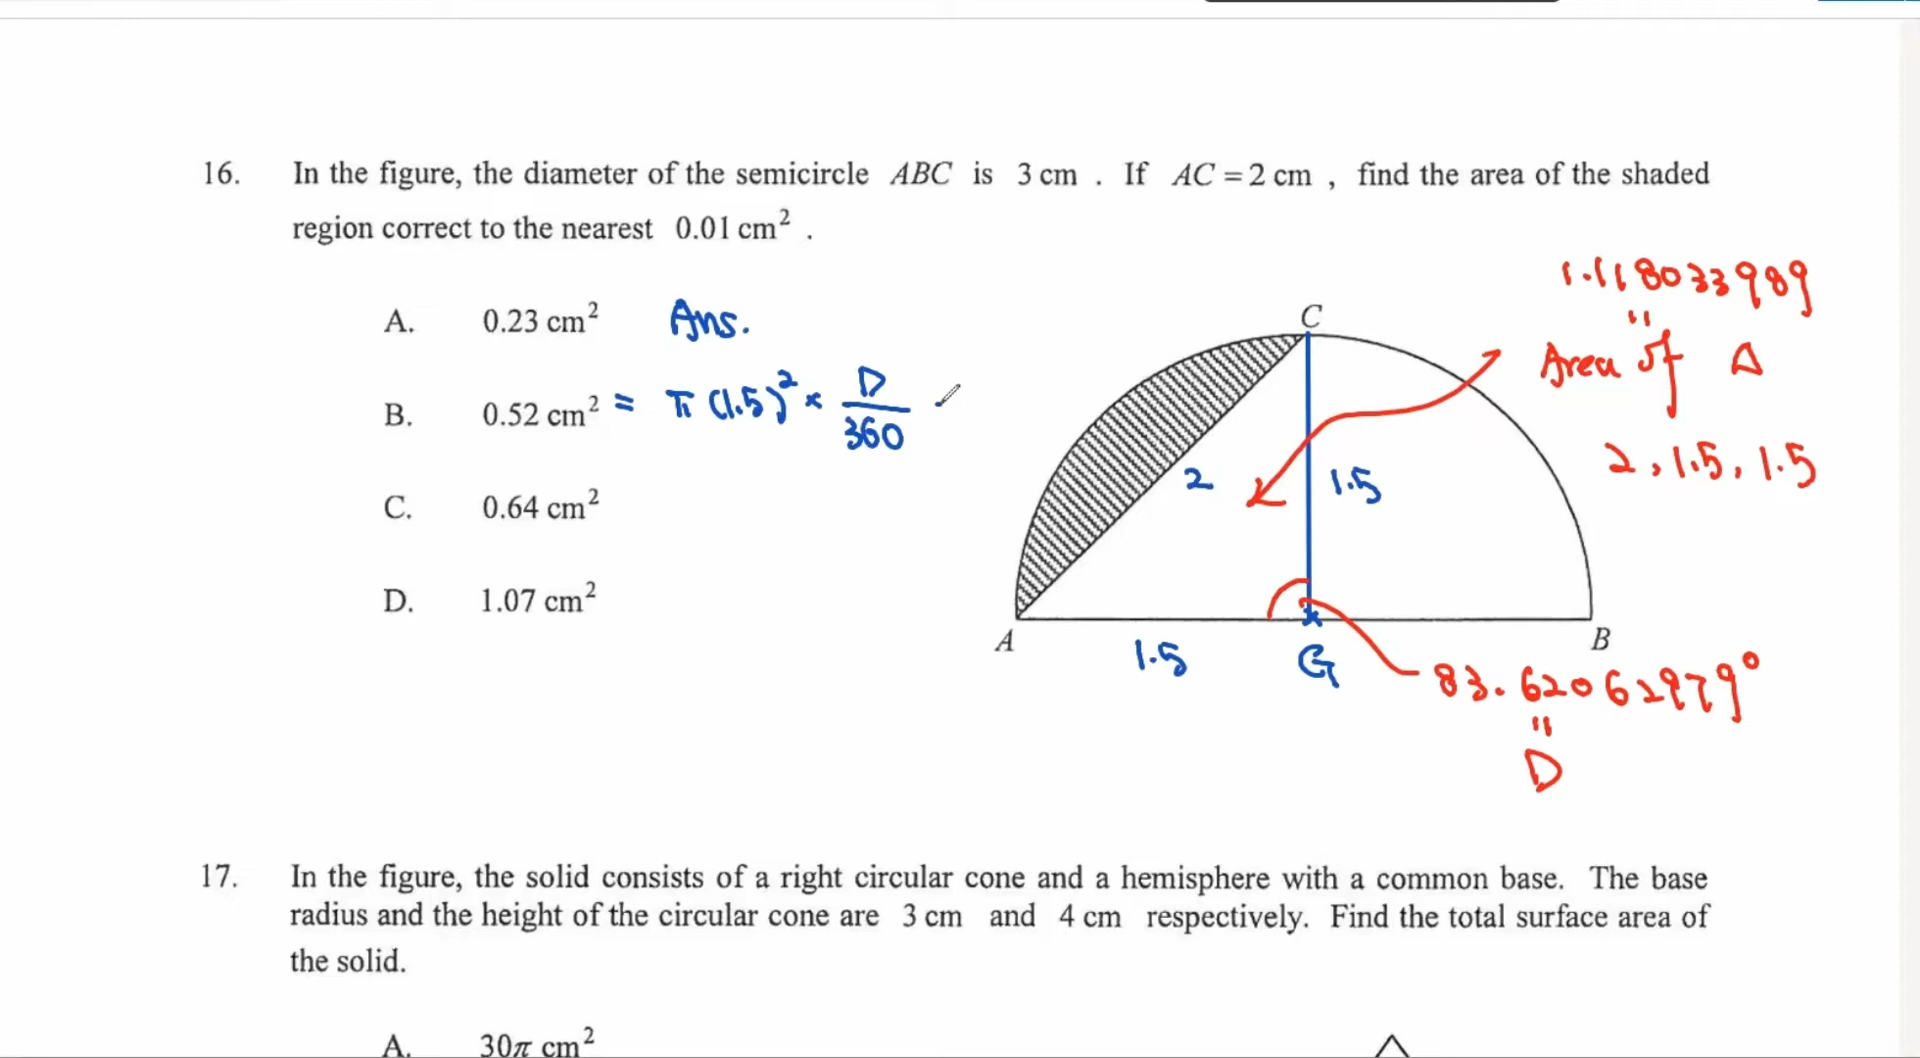 16. In the figure, the diameter of the semicircle ABC is 3 cm . If AC = 2 cm , find the area of the shaded
region correct to the nearest 0.01 cm² .
A. 0.23 cm² Ans.
B. 0.52 cm² = π (1.5)² × D/360
C. 0.64 cm²
D. 1.07 cm²
1.118033989
"
Area of Δ
2, 1.5, 1.5
C
2
1.5
A
B
1.5
G
83.62062979°
"
D
17. In the figure, the solid consists of a right circular cone and a hemisphere with a common base. The base
radius and the height of the circular cone are 3 cm and 4 cm respectively. Find the total surface area of
the solid.
A. 30π cm²